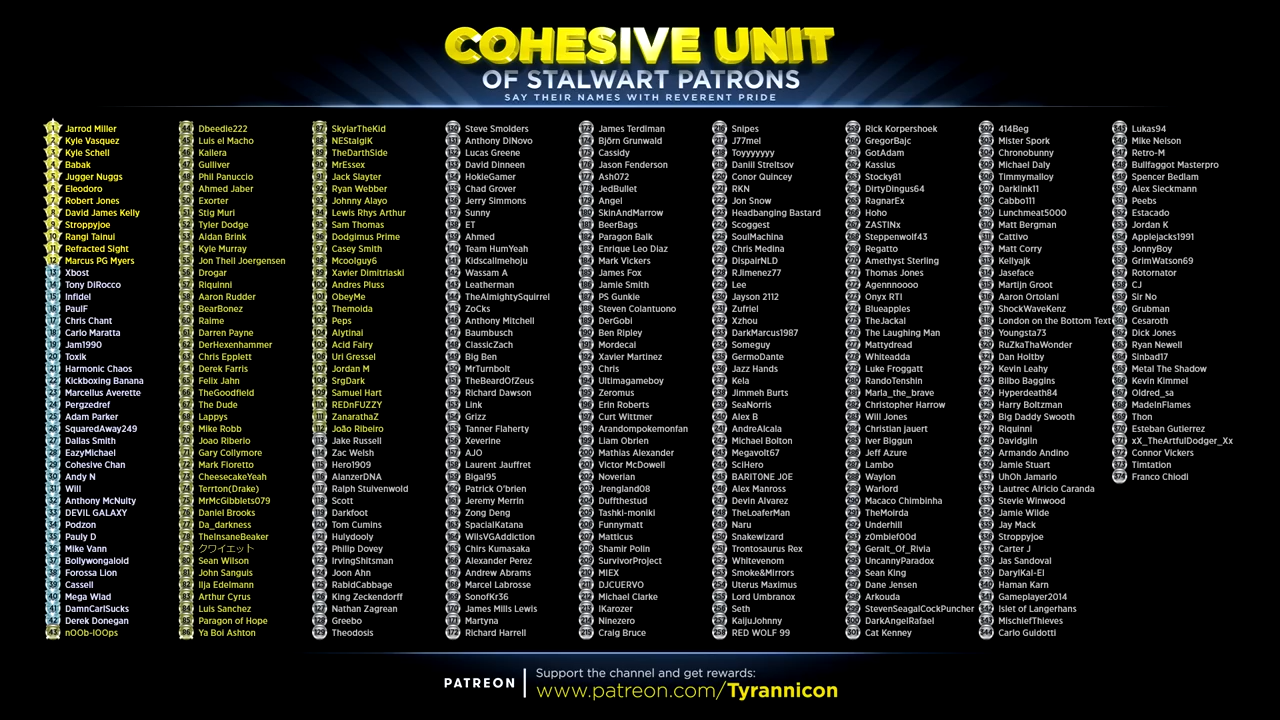 COHESIVE UNIT
OF STALWART PATRONS
SAY THEIR NAMES WITH REVERENT PRIDE
Jarrod Miller
Kyle Vasquez
Kyle Schell
Babak
Jugger Nuggs
Eleodoro
Robert Jones
David James Kelly
Stroppyjoe
Rangi Tainui
Refracted Sight
Marcus PG Myers
Xbost
Tony DiRocco
Infidel
PaulF
Chris Chant
Carlo Maratta
Jam1990
Toxik
Harmonic Chaos
Kickboxing Banana
Marcellus Averette
Pergzedref
Adam Parker
SquaredAway249
Dallas Smith
EazyMichael
Cohesive Chan
Andy N
Will
Anthony McNulty
DEVIL GALAXY
Podzon
Pauly D
Mike Vann
Bollywongaloid
Forossa Lion
Cassell
Mega Wlad
DamnCarlSucks
Derek Donegan
nOOb-lOOps
Dbeedie222
Luis el Macho
Kallera
Gulliver
Phil Panuccio
Ahmed Jaber
Exorter
Stig Muri
Tyler Dodge
Aidan Brink
Kyle Murray
Jon Theil Joergensen
Drogar
Riquinni
Aaron Rudder
BearBonez
Raime
Darren Payne
DerHexenhammer
Chris Epplett
Derek Farris
Felix Jahn
TheGoodfield
The Dude
Lappys
Mike Robb
Joao Riberio
Gary Collymore
Mark Fioretto
CheesecakeYeah
Terrton(Drake)
MrMcGibblets079
Daniel Brooks
Da_darkness
TheInsaneBeaker
クワイエット
Sean Wilson
John Sanguis
Ilja Edelmann
Arthur Cyrus
Luis Sanchez
Paragon of Hope
Ya Boi Ashton
SkylarTheKid
NEStalgiK
TheDarthSide
MrEssex
Jack Slayter
Ryan Webber
Johnny Alayo
Lewis Rhys Arthur
Sam Thomas
Dodgimus Prime
Casey Smith
Mcoolguy6
Xavier Dimitriaski
Andres Pluss
ObeyMe
Themolda
Peps
Alytinai
Acid Fairy
Uri Gressel
Jordan M
SrgDark
Samuel Hart
REDnFUZZY
ZanarathaZ
João Ribeiro
Jake Russell
Zac Welsh
Hero1909
AlanzerDNA
Ralph Stuivenwold
Scott
Darkfoot
Tom Cumins
Hulydooly
Philip Dovey
IrvingShitsman
Joon Ahn
RabidCabbage
King Zeckendorff
Nathan Zagrean
Greebo
Theodosis
Steve Smolders
Anthony DiNovo
Lucas Greene
David Dinneen
HokieGamer
Chad Grover
Jerry Simmons
Sunny
ET
Ahmed
Team HumYeah
Kidscallmehoju
Wassam A
Leatherman
TheAlmightySquirrel
ZoCks
Anthony Mitchell
Baumbusch
ClassicZach
Big Ben
MrTurnbolt
TheBeardOfZeus
Richard Dawson
Link
Grizz
Tanner Flaherty
Xeverine
AJO
Laurent Jauffret
Bigal95
Patrick O'brien
Jeremy Merrin
Zong Deng
SpacialKatana
WilsVGAddiction
Chirs Kumasaka
Alexander Perez
Andrew Abrams
Marcel Labrosse
SonofKr36
James Mills Lewis
Martyna
Richard Harrell
James Terdiman
Björn Grunwald
Cassidy
Jason Fenderson
Ash072
JedBullet
Angel
SkinAndMarrow
BeerBags
Paragon Balk
Enrique Leo Diaz
Mark Vickers
James Fox
Jamie Smith
PS Gunkie
Steven Colantuono
DerGobi
Ben Ripley
Mordecai
Xavier Martinez
Chris
Ultimagameboy
Zeromus
Erin Roberts
Curt Wittmer
Arandompokemonfan
Liam Obrien
Mathias Alexander
Victor McDowell
Noverian
Jrengland08
Duffthestud
Tashki-moniki
Funnymatt
Matticus
Shamir Polin
SurvivorProject
MIEX
DJCUERVO
Michael Clarke
IKarozer
Ninezero
Craig Bruce
Snipes
J77mel
Toyyyyyyy
Daniil Streltsov
Conor Quincey
RKN
Jon Snow
Headbanging Bastard
Scoggest
SoulMachina
Chris Medina
DispairNLD
RJimenez77
Lee
Jayson 2112
Zufriel
Xzhou
DarkMarcus1987
Someguy
GermoDante
Jazz Hands
Kela
Jimmeh Burts
SeaNorris
Alex B
AndreAlcala
Michael Bolton
Megavolt67
SciHero
BARITONE JOE
Alex Manross
Devin Alvarez
TheLoaferMan
Naru
Snakewizard
Trontosaurus Rex
Whitevenom
Smoke&Mirrors
Uterus Maximus
Lord Umbranox
Seth
KaijuJohnny
RED WOLF 99
Rick Korpershoek
GregorBajc
GotAdam
Kassius
Stocky81
DirtyDingus64
RagnarEx
Hoho
ZASTINx
Steppenwolf43
Regatto
Amethyst Sterling
Thomas Jones
Agennnoooo
Onyx RTI
Blueapples
TheJackal
The Laughing Man
Mattydread
Whiteadda
Luke Froggatt
RandoTenshin
Maria_the_brave
Christopher Harrow
Will Jones
Christian jauert
Iver Biggun
Jeff Azure
Lambo
Waylon
Warlord
Macaco Chimbinha
TheMoirda
Underhill
z0mbief00d
Geralt_Of_Rivia
UncannyParadox
Sean King
Dane Jensen
Arkouda
StevenSeagalCockPuncher
DarkAngelRafael
Cat Kenney
414Beg
Mister Spork
Chronobunny
Michael Daly
Timmymalloy
Darklink11
Cabbo111
Lunchmeat5000
Matt Bergman
Cattivo
Matt Corry
Kellyajk
Jaseface
Martijn Groot
Aaron Ortolani
ShockWaveKenz
London on the Bottom Text
Youngsta73
RuZkaThaWonder
Dan Holtby
Kevin Leahy
Bilbo Baggins
Hyperdeath84
Harry Boltzman
Big Daddy Swooth
Riquinni
Davidgiin
Armando Andino
Jamie Stuart
UhOh Jamario
Lautrec Alricio Caranda
Stevie Winwood
Jamie Wilde
Jay Mack
Stroppyjoe
Carter J
Jas Sandoval
DarylKal-El
Haman Karn
Gameplayer2014
Islet of Langerhans
MischiefThieves
Carlo Guidotti
Lukas94
Mike Nelson
Retro-M
Bullfaggot Masterpro
Spencer Bedlam
Alex Sieckmann
Peebs
Estacado
Jordan K
Applejacks1991
JonnyBoy
GrimWatson69
Rotornator
CJ
Sir No
Grubman
Cesaroth
Dick Jones
Ryan Newell
Sinbad17
Metal The Shadow
Kevin Kimmel
Oldred_sa
MadeinFlames
Thon
Esteban Gutierrez
xX_TheArtfulDodger_Xx
Connor Vickers
Timtation
Franco Chiodi
PATREON
Support the channel and get rewards:
www.patreon.com/Tyrannicon